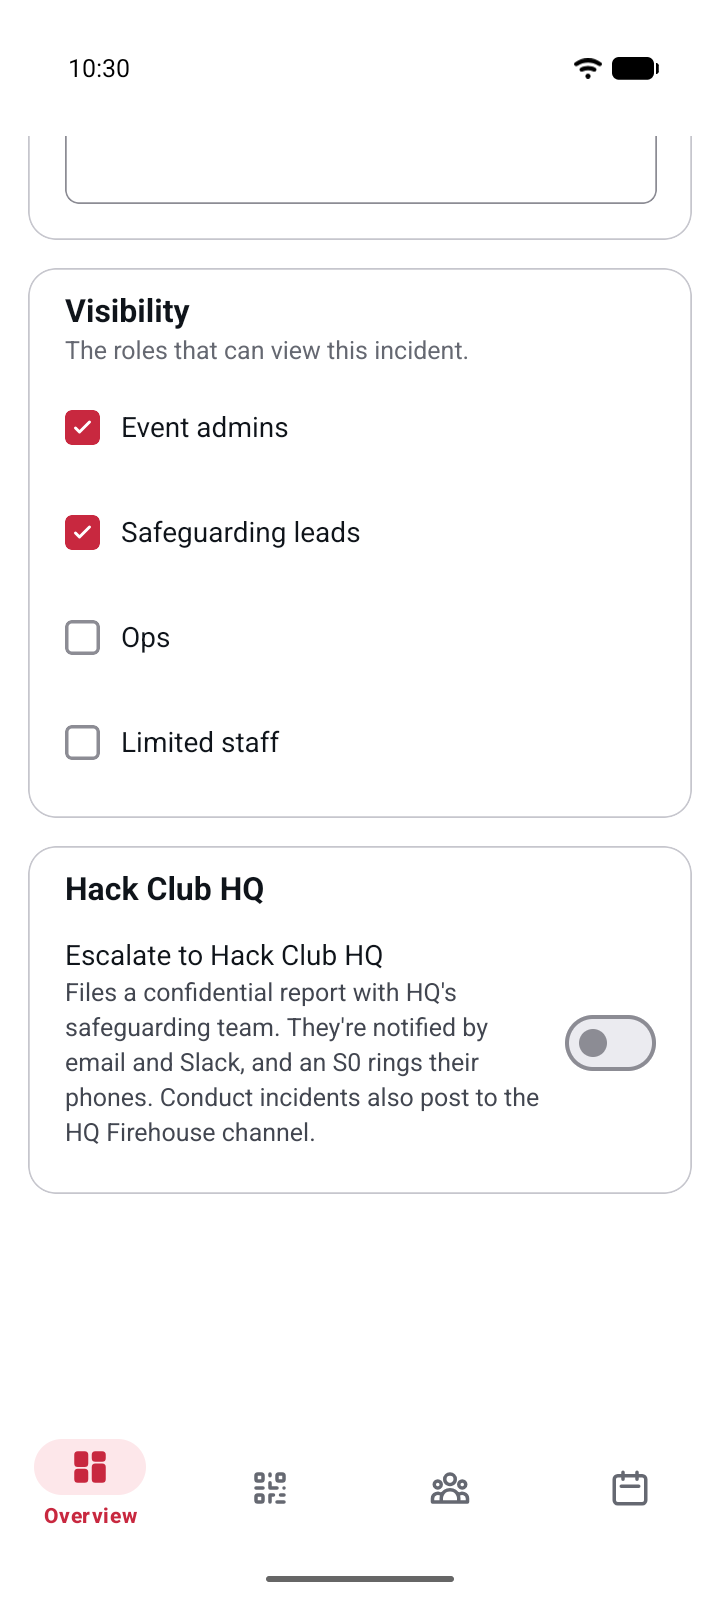 10:30
Visibility
The roles that can view this incident.
Event admins
Safeguarding leads
Ops
Limited staff
Hack Club HQ
Escalate to Hack Club HQ
Files a confidential report with HQ's
safeguarding team. They're notified by
email and Slack, and an S0 rings their
phones. Conduct incidents also post to the
HQ Firehouse channel.
Overview